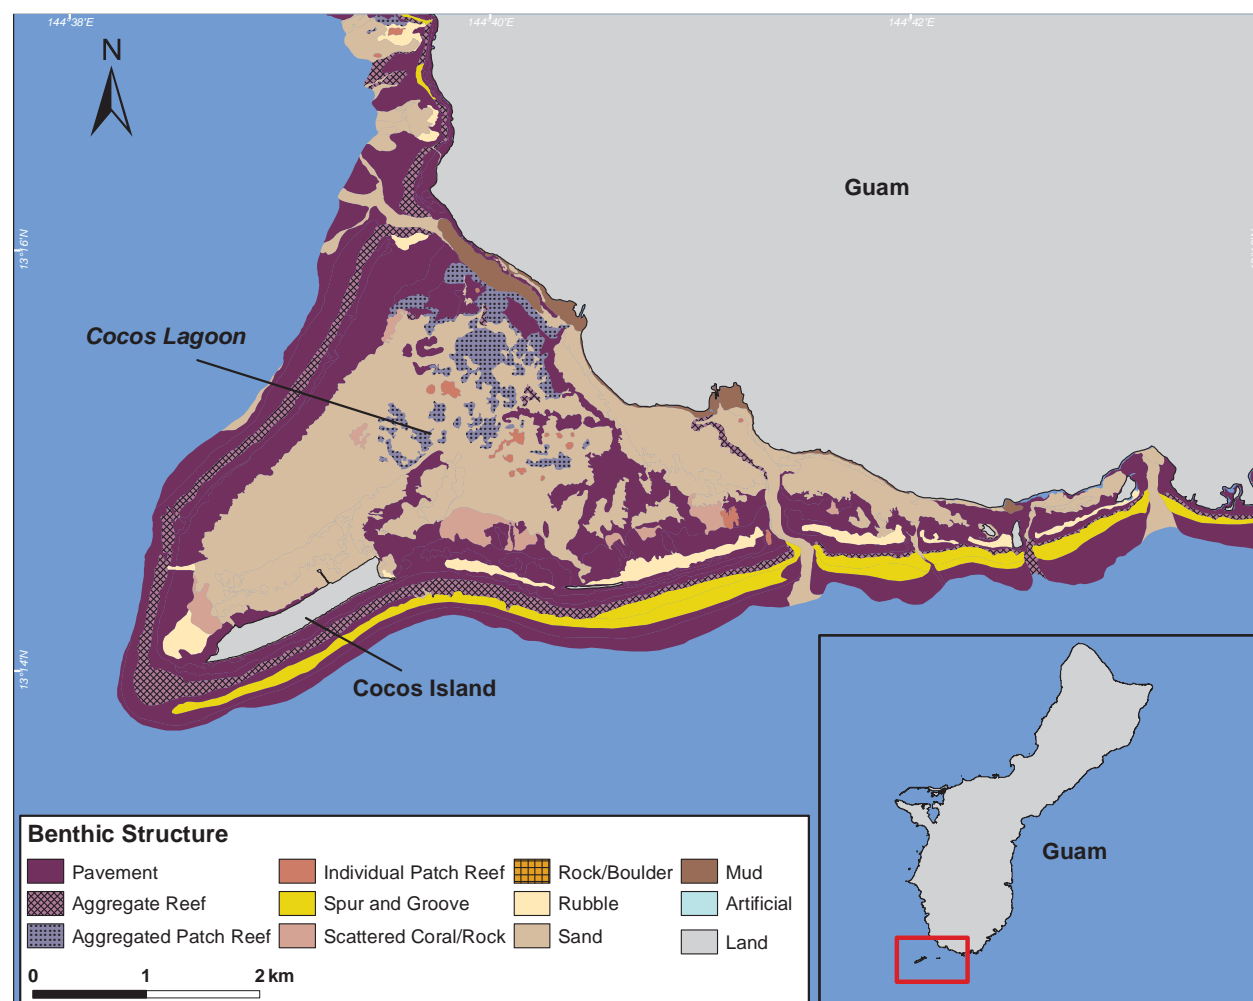 144°38'E
144°40'E
144°42'E
N
Guam
13°16'N
Cocos Lagoon
13°14'N
Cocos Island
Guam
Benthic Structure
Pavement
Individual Patch Reef
Rock/Boulder
Mud
Aggregate Reef
Spur and Groove
Rubble
Artificial
Aggregated Patch Reef
Scattered Coral/Rock
Sand
Land
0 1 2 km